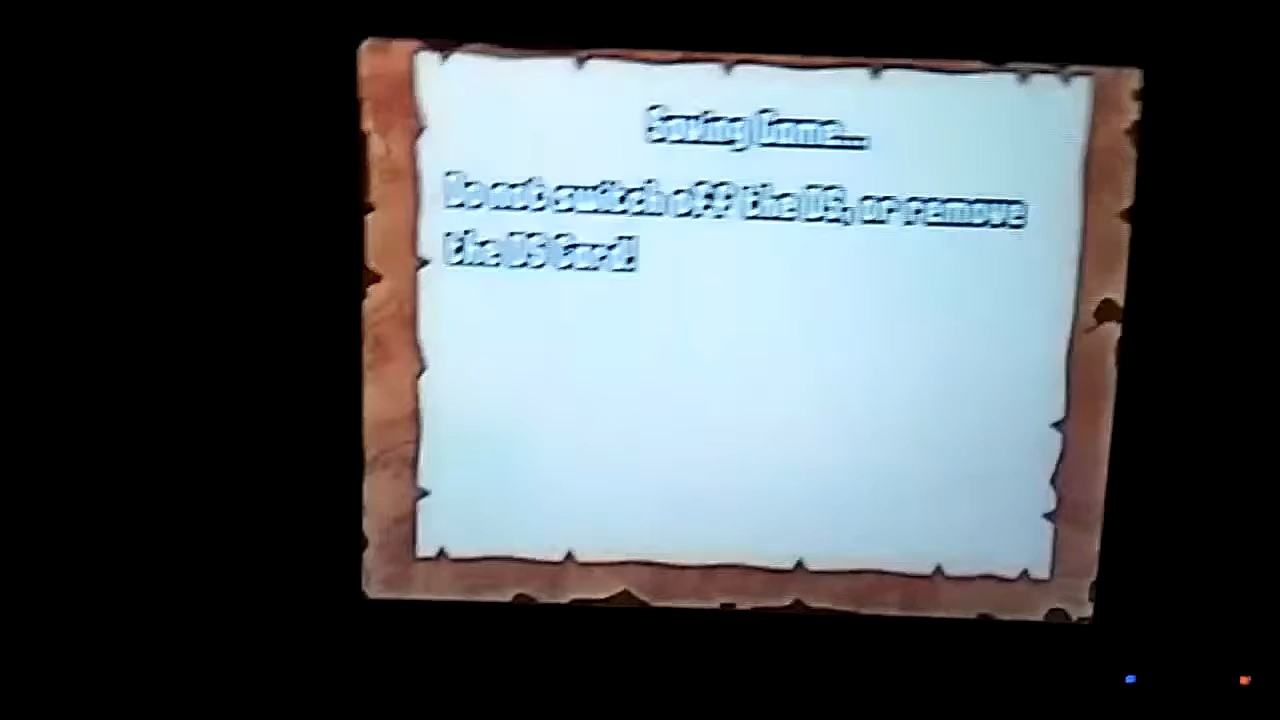 Saving Game...
Do not switch off the DS, or remove
the DS Card!